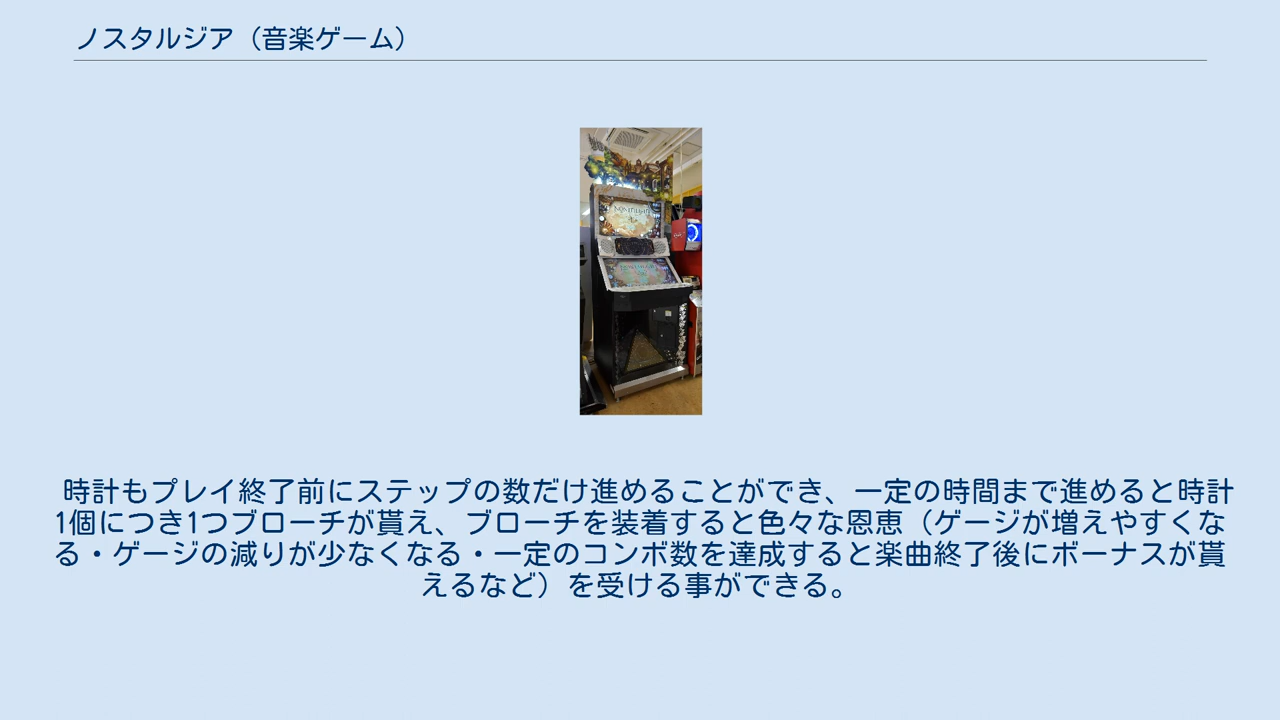 ノスタルジア（音楽ゲーム）
時計もプレイ終了前にステップの数だけ進めることができ、一定の時間まで進めると時計
1個につき1つブローチが貰え、ブローチを装着すると色々な恩恵（ゲージが増えやすくな
る・ゲージの減りが少なくなる・一定のコンボ数を達成すると楽曲終了後にボーナスが貰
えるなど）を受ける事ができる。